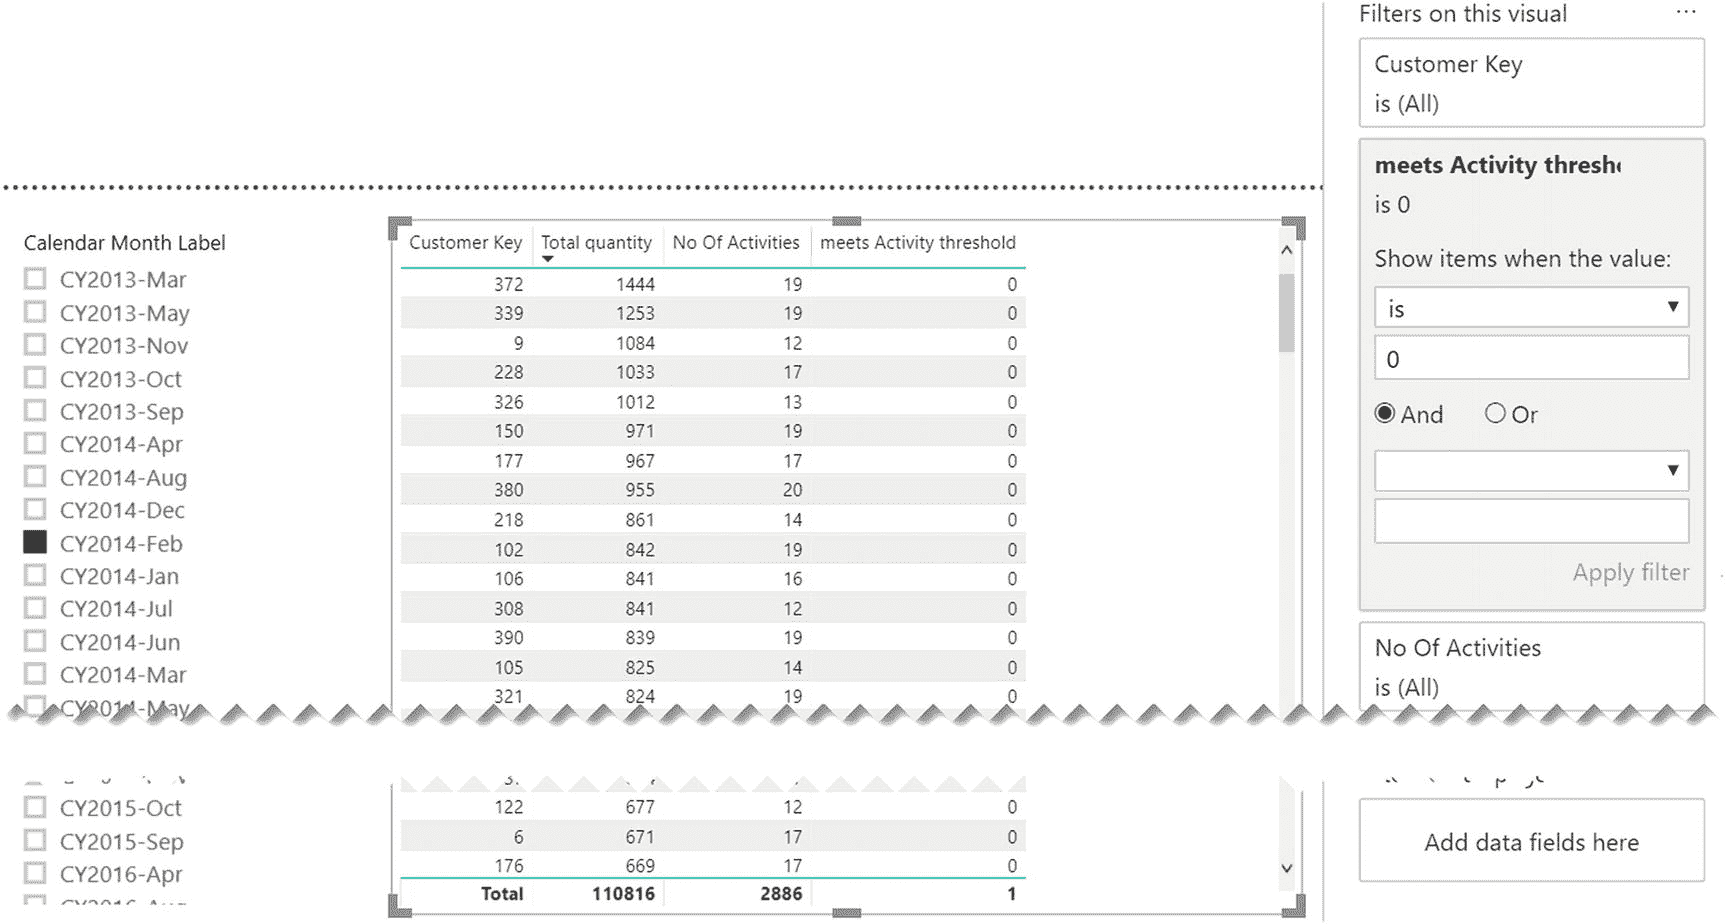 Filters on this visual ...
Customer Key
is (All)
meets Activity thresh
is 0
Show items when the value:
is
0
And Or
Apply filter
No Of Activities
is (All)
Add data fields here
Calendar Month Label
CY2013-Mar
CY2013-May
CY2013-Nov
CY2013-Oct
CY2013-Sep
CY2014-Apr
CY2014-Aug
CY2014-Dec
CY2014-Feb
CY2014-Jan
CY2014-Jul
CY2014-Jun
CY2014-Mar
CY2014-May
CY2015-Oct
CY2015-Sep
CY2016-Apr
Customer Key Total quantity No Of Activities meets Activity threshold
372 1444 19 0
339 1253 19 0
9 1084 12 0
228 1033 17 0
326 1012 13 0
150 971 19 0
177 967 17 0
380 955 20 0
218 861 14 0
102 842 19 0
106 841 16 0
308 841 12 0
390 839 19 0
105 825 14 0
321 824 19 0
122 677 12 0
6 671 17 0
176 669 17 0
Total 110816 2886 1